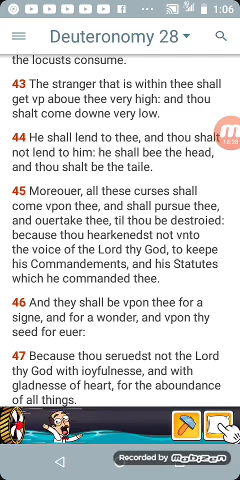 1:06
Deuteronomy 28
the locusts consume.
43 The stranger that is within thee shall
get vp aboue thee very high: and thou
shalt come downe very low.
44 He shall lend to thee, and thou shalt
not lend to him: he shall bee the head,
and thou shalt be the taile.
45 Moreouer, all these curses shall
come vpon thee, and shall pursue thee,
and ouertake thee, til thou be destroied:
because thou hearkenedst not vnto
the voice of the Lord thy God, to keepe
his Commandements, and his Statutes
which he commanded thee.
46 And they shall be vpon thee for a
signe, and for a wonder, and vpon thy
seed for euer:
47 Because thou seruedst not the Lord
thy God with ioyfulnesse, and with
gladnesse of heart, for the aboundance
of all things.
Recorded by mobizen